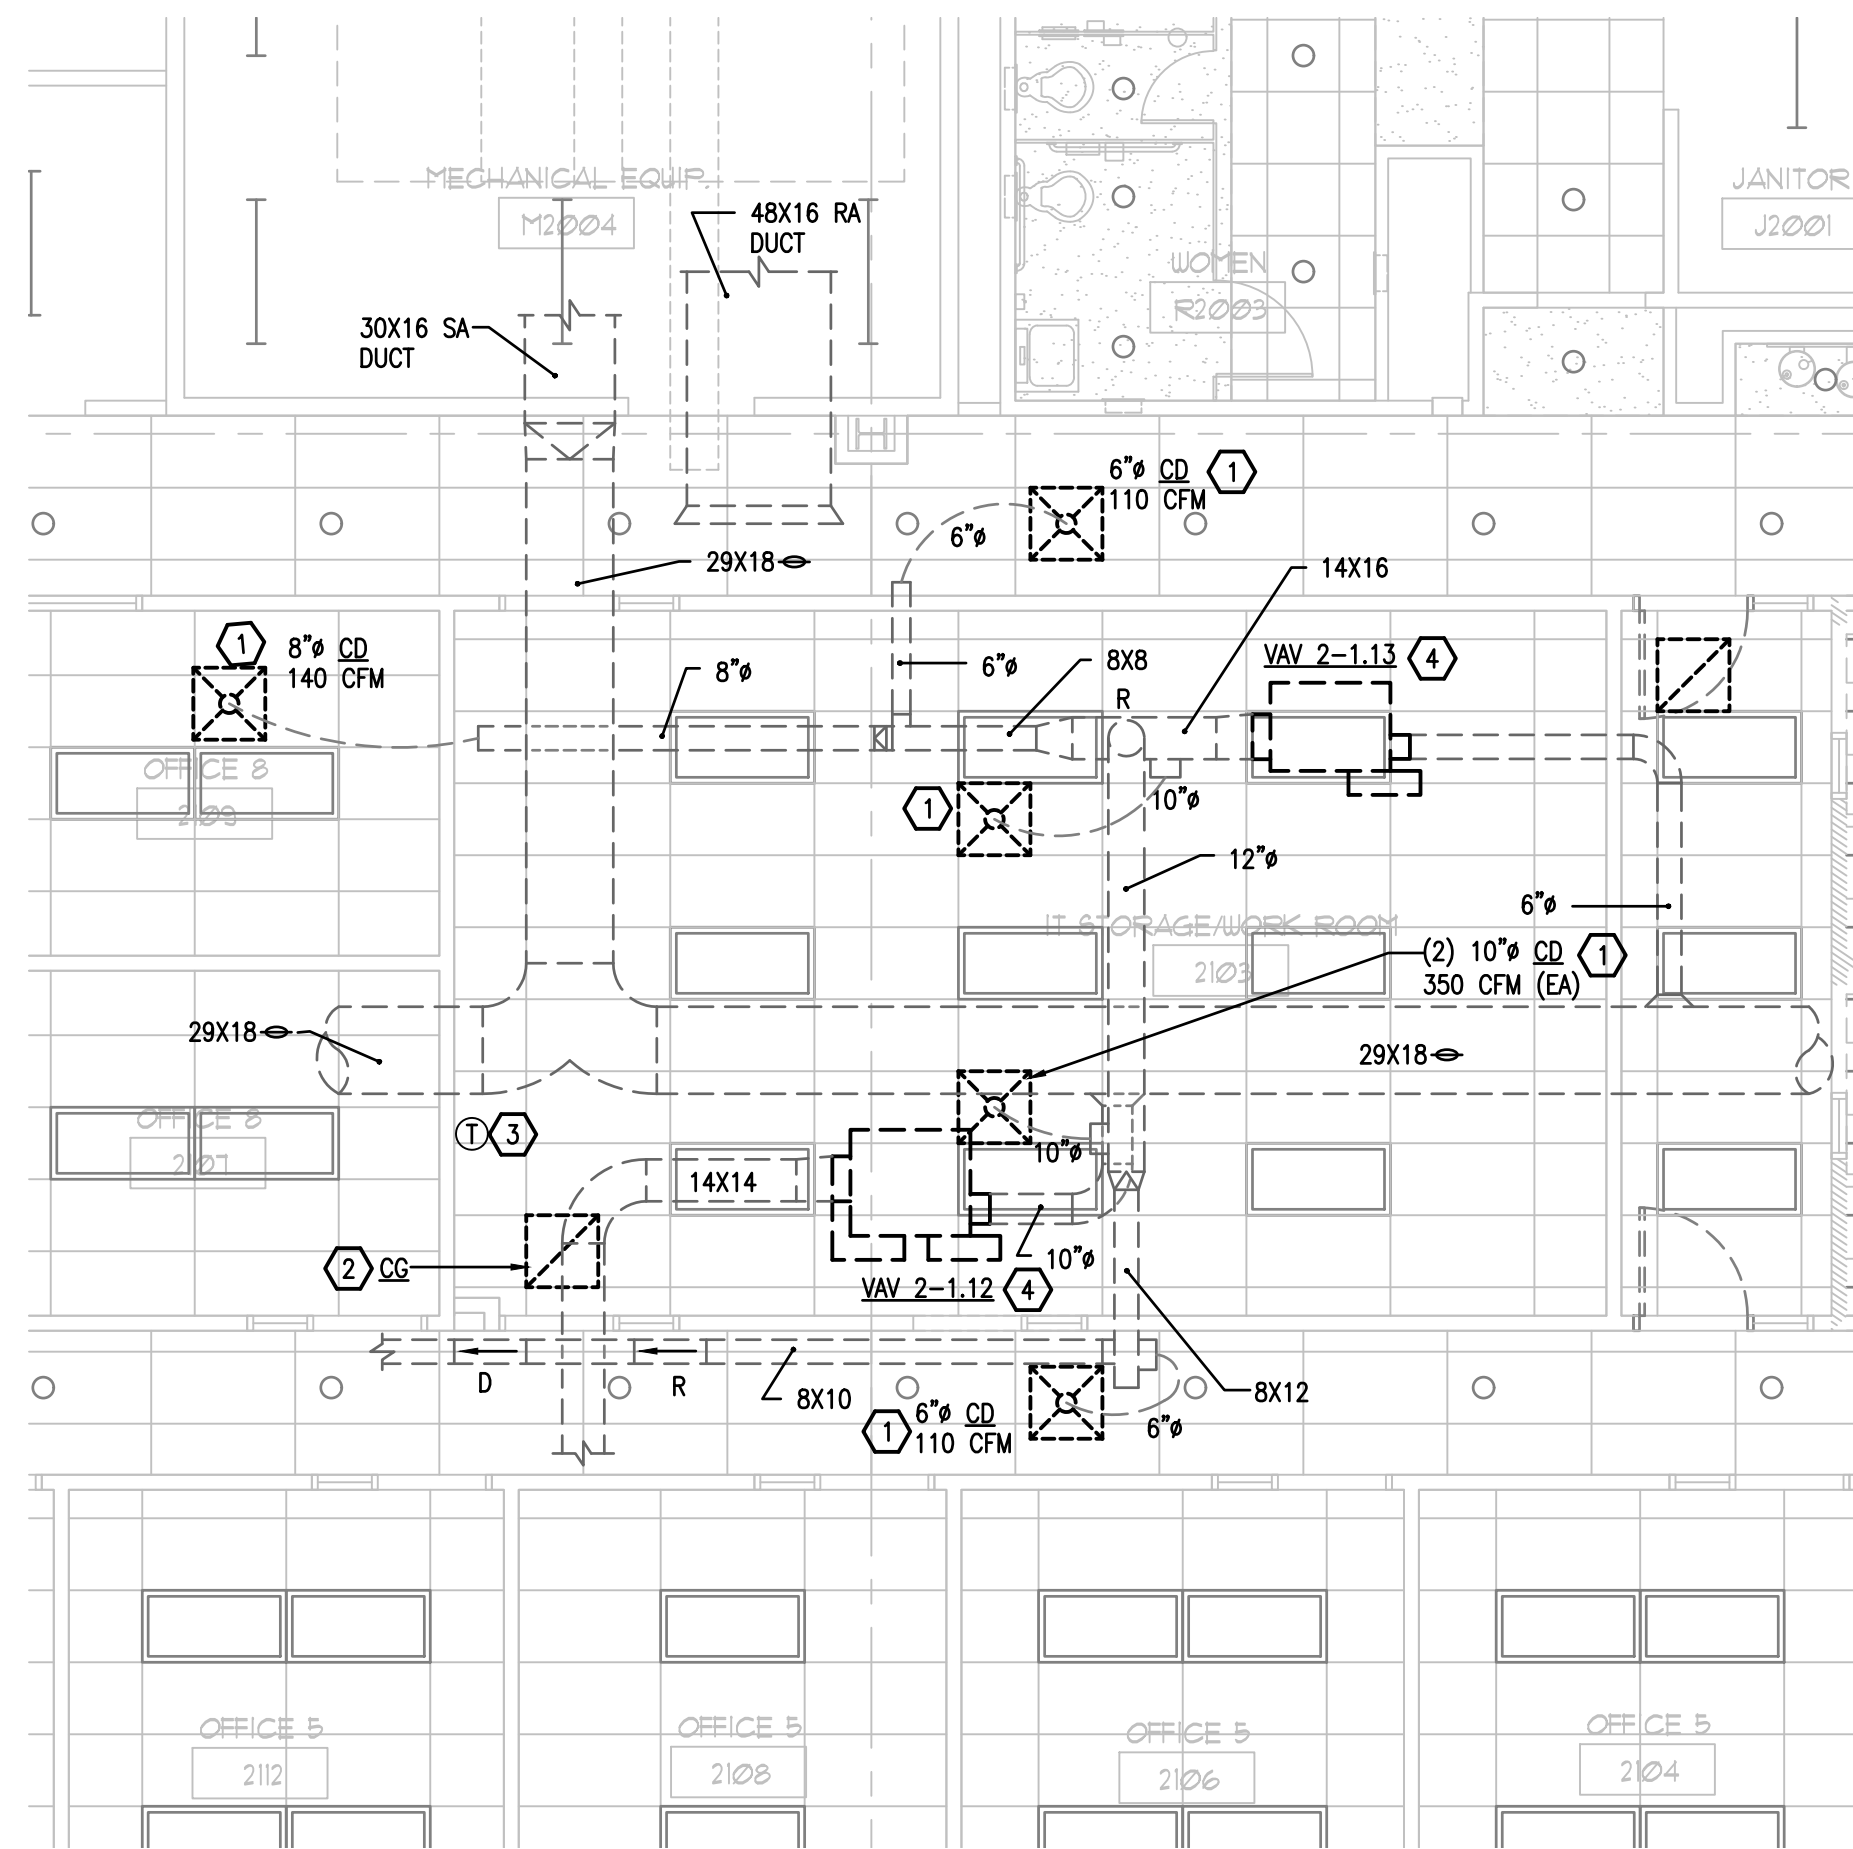 MECHANICAL EQUIP.
M2004
48X16 RA
DUCT
30X16 SA
DUCT
WOMEN
R2003
JANITOR
J2001
6"ø CD
110 CFM
1
6"ø
29X18
14X16
1
8"ø CD
140 CFM
8"ø
6"ø
8X8
R
VAV 2-1.13
4
OFFICE 8
2109
1
10"ø
12"ø
6"ø
IT STORAGE/WORK ROOM
2103
(2) 10"ø CD
350 CFM (EA)
1
29X18
29X18
OFFICE 8
2107
T
3
10"ø
14X14
2
CG
10"ø
VAV 2-1.12
4
D
R
8X10
8X12
1
6"ø CD
110 CFM
6"ø
OFFICE 5
2112
OFFICE 5
2108
OFFICE 5
2106
OFFICE 5
2104